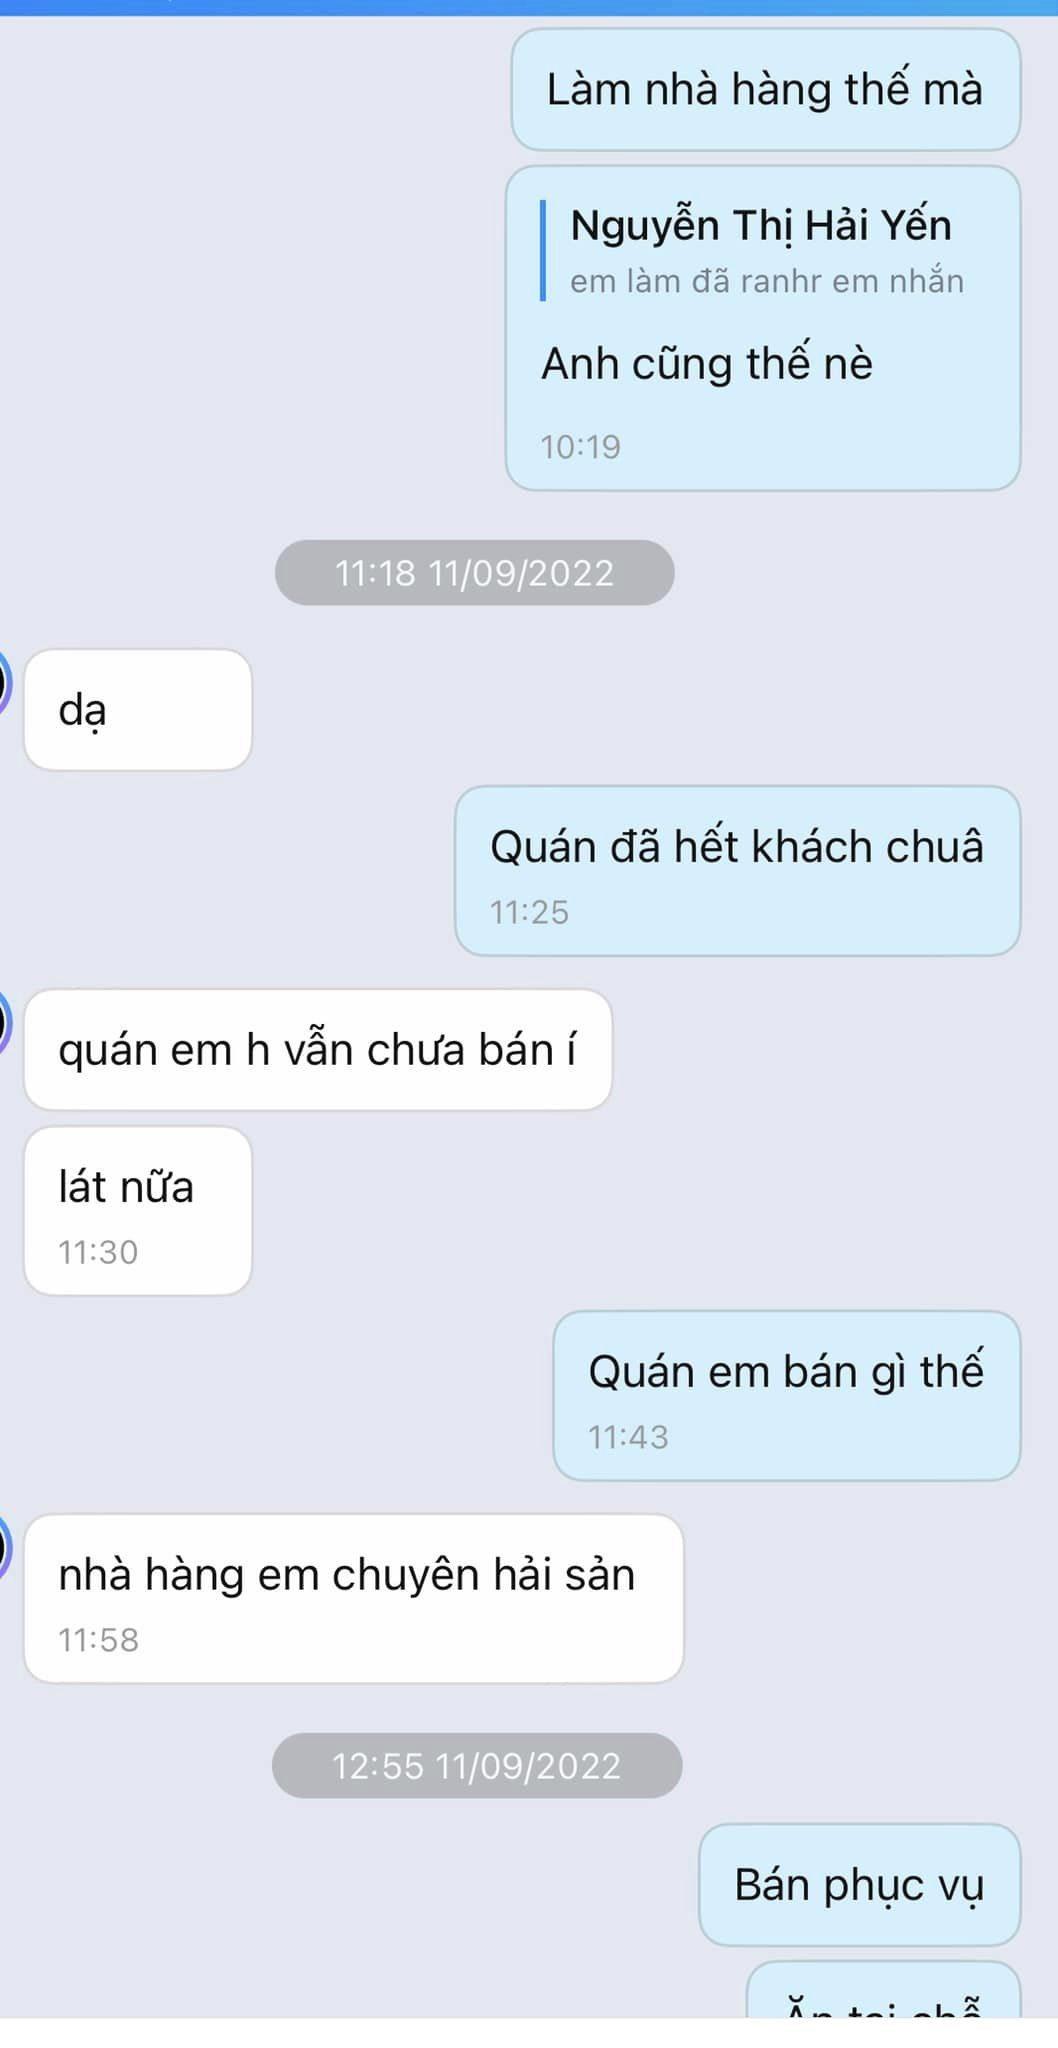 Làm nhà hàng thế mà
Nguyễn Thị Hải Yến
em làm đã ranhr em nhắn
Anh cũng thế nè
10:19
11:18 11/09/2022
dạ
Quán đã hết khách chuâ
11:25
quán em h vẫn chưa bán í
lát nữa
11:30
Quán em bán gì thế
11:43
nhà hàng em chuyên hải sản
11:58
12:55 11/09/2022
Bán phục vụ
Ăn tại chỗ